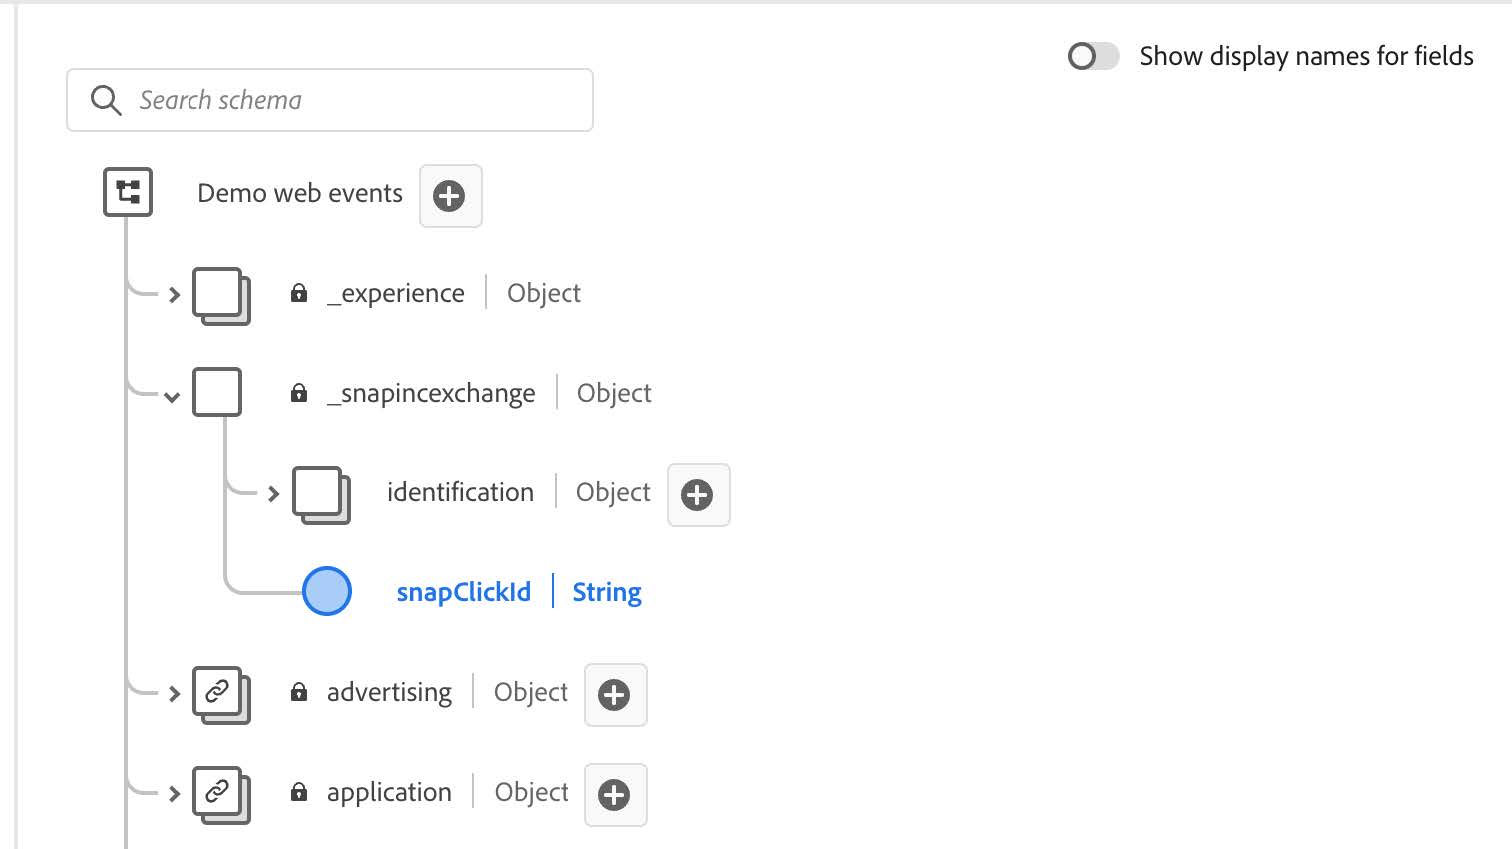 Show display names for fields
Search schema
Demo web events
_experience | Object
_snapincexchange | Object
identification | Object
snapClickId | String
advertising | Object
application | Object